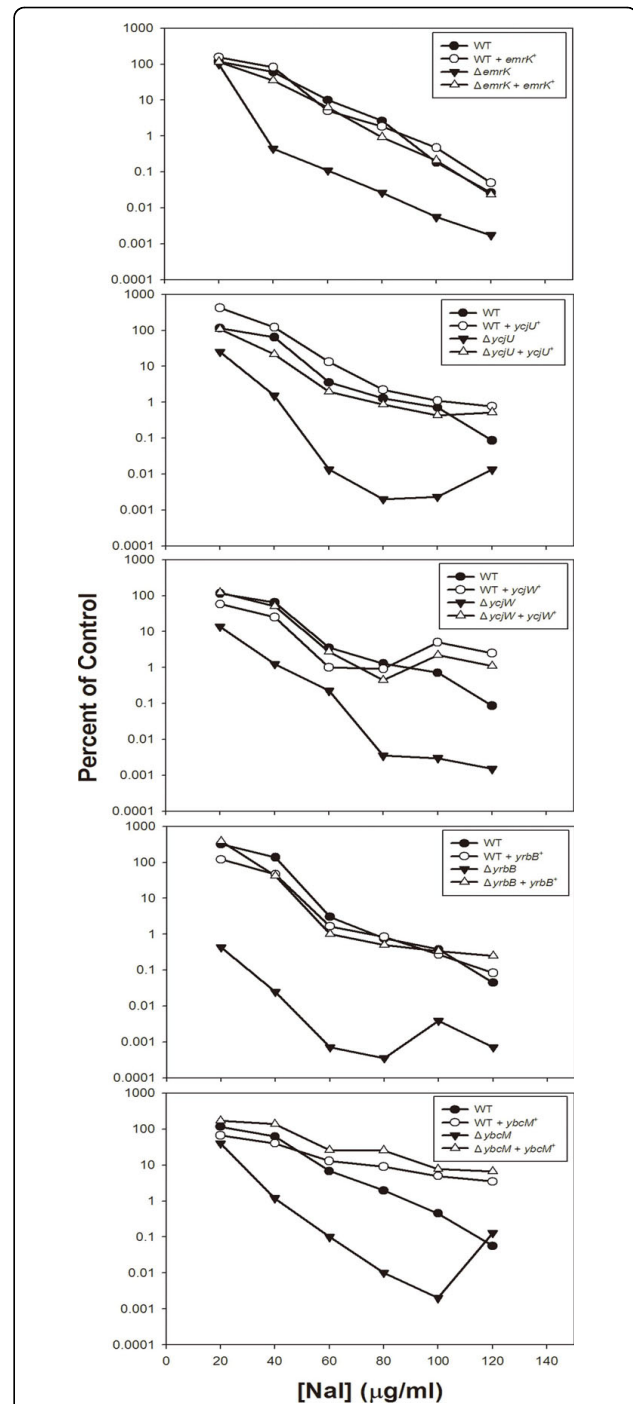 1000
100
10
1
0.1
0.01
0.001
0.0001
WT
WT + emrK⁺
ΔemrK
ΔemrK + emrK⁺
1000
100
10
1
0.1
0.01
0.001
0.0001
WT
WT + ycjU⁺
ΔycjU
ΔycjU + ycjU⁺
Percent of Control
1000
100
10
1
0.1
0.01
0.001
0.0001
WT
WT + ycjW⁺
ΔycjW
ΔycjW + ycjW⁺
1000
100
10
1
0.1
0.01
0.001
0.0001
WT
WT + yrbB⁺
ΔyrbB
ΔyrbB + yrbB⁺
1000
100
10
1
0.1
0.01
0.001
0.0001
WT
WT + ybcM⁺
ΔybcM
ΔybcM + ybcM⁺
0 20 40 60 80 100 120 140
[Nal] (μg/ml)